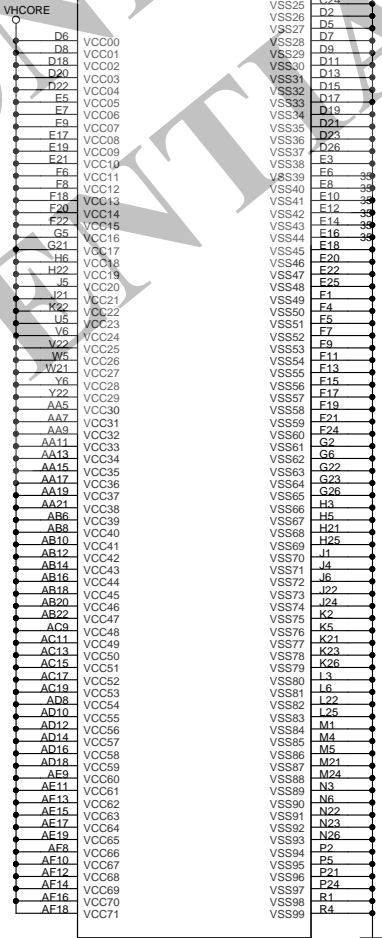 VSS25
VHCORE VSS26 D2
VSS27 D5
D6 VCC00 VSS28 D7
D8 VCC01 VSS29 D9
D18 VCC02 VSS30 D11
D20 VCC03 VSS31 D13
D22 VCC04 VSS32 D15
E5 VCC05 VSS33 D17
E7 VCC06 VSS34 D19
E9 VCC07 VSS35 D21
E17 VCC08 VSS36 D23
E19 VCC09 VSS37 D26
E21 VCC10 VSS38 E3
F6 VCC11 VSS39 E6 35
F8 VCC12 VSS40 E8 35
F18 VCC13 VSS41 E10 35
F20 VCC14 VSS42 E12 35
F22 VCC15 VSS43 E14 35
G5 VCC16 VSS44 E16 35
G21 VCC17 VSS45 E18
H6 VCC18 VSS46 E20
H22 VCC19 VSS47 E22
J5 VCC20 VSS48 E25
J21 VCC21 VSS49 F1
K22 VCC22 VSS50 F4
U5 VCC23 VSS51 F5
V6 VCC24 VSS52 F7
V22 VCC25 VSS53 F9
W5 VCC26 VSS54 F11
W21 VCC27 VSS55 F13
Y6 VCC28 VSS56 F15
Y22 VCC29 VSS57 F17
AA5 VCC30 VSS58 F19
AA7 VCC31 VSS59 F21
AA9 VCC32 VSS60 F24
AA11 VCC33 VSS61 G2
AA13 VCC34 VSS62 G6
AA15 VCC35 VSS63 G22
AA17 VCC36 VSS64 G23
AA19 VCC37 VSS65 G26
AA21 VCC38 VSS66 H3
AB6 VCC39 VSS67 H5
AB8 VCC40 VSS68 H21
AB10 VCC41 VSS69 H25
AB12 VCC42 VSS70 J1
AB14 VCC43 VSS71 J4
AB16 VCC44 VSS72 J6
AB18 VCC45 VSS73 J22
AB20 VCC46 VSS74 J24
AB22 VCC47 VSS75 K2
AC9 VCC48 VSS76 K5
AC11 VCC49 VSS77 K21
AC13 VCC50 VSS78 K23
AC15 VCC51 VSS79 K26
AC17 VCC52 VSS80 L3
AC19 VCC53 VSS81 L6
AD8 VCC54 VSS82 L22
AD10 VCC55 VSS83 L25
AD12 VCC56 VSS84 M1
AD14 VCC57 VSS85 M4
AD16 VCC58 VSS86 M5
AD18 VCC59 VSS87 M21
AE9 VCC60 VSS88 M24
AE11 VCC61 VSS89 N3
AE13 VCC62 VSS90 N6
AE15 VCC63 VSS91 N22
AE17 VCC64 VSS92 N23
AE19 VCC65 VSS93 N26
AF8 VCC66 VSS94 P2
AF10 VCC67 VSS95 P5
AF12 VCC68 VSS96 P21
AF14 VCC69 VSS97 P24
AF16 VCC70 VSS98 R1
AF18 VCC71 VSS99 R4